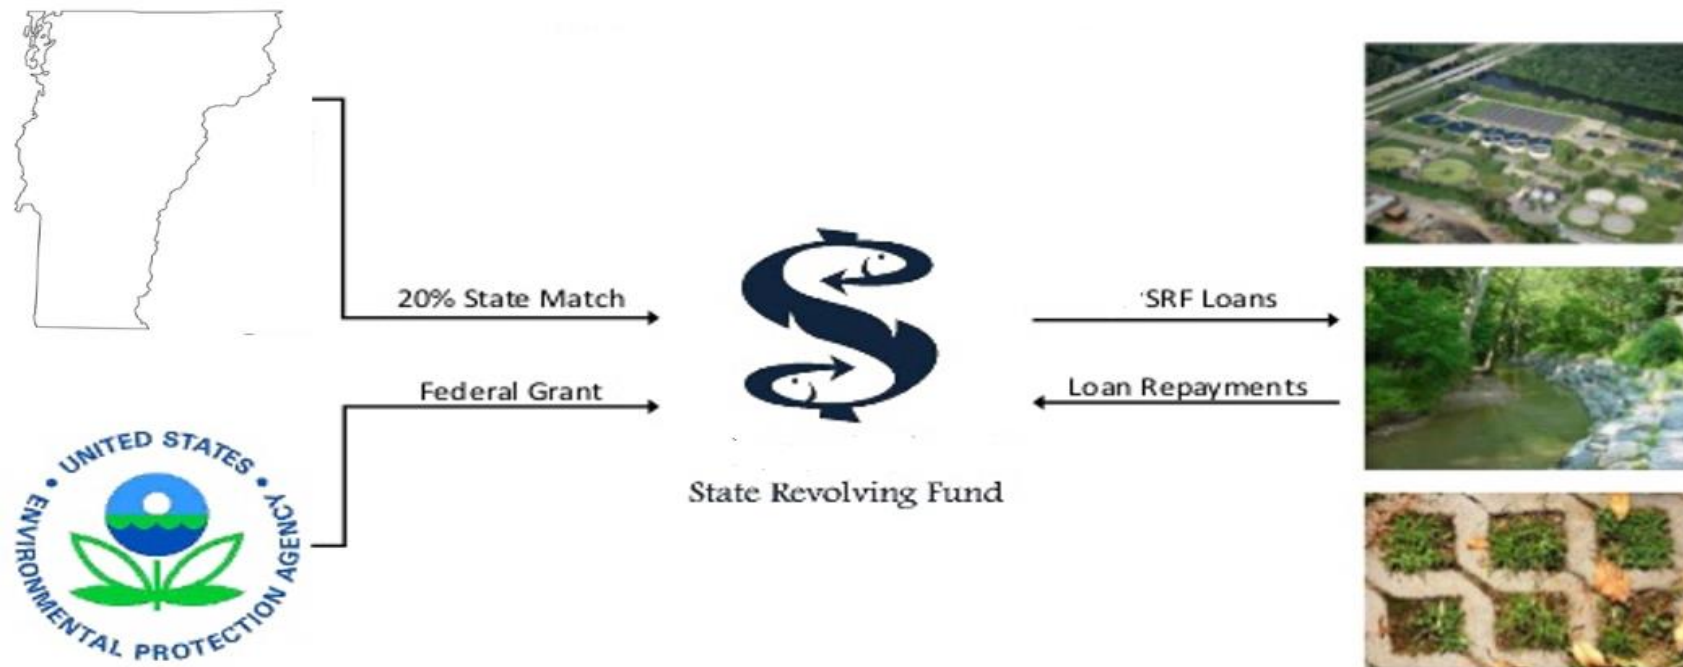 20% State Match
Federal Grant
• UNITED STATES •
ENVIRONMENTAL PROTECTION AGENCY
State Revolving Fund
SRF Loans
Loan Repayments